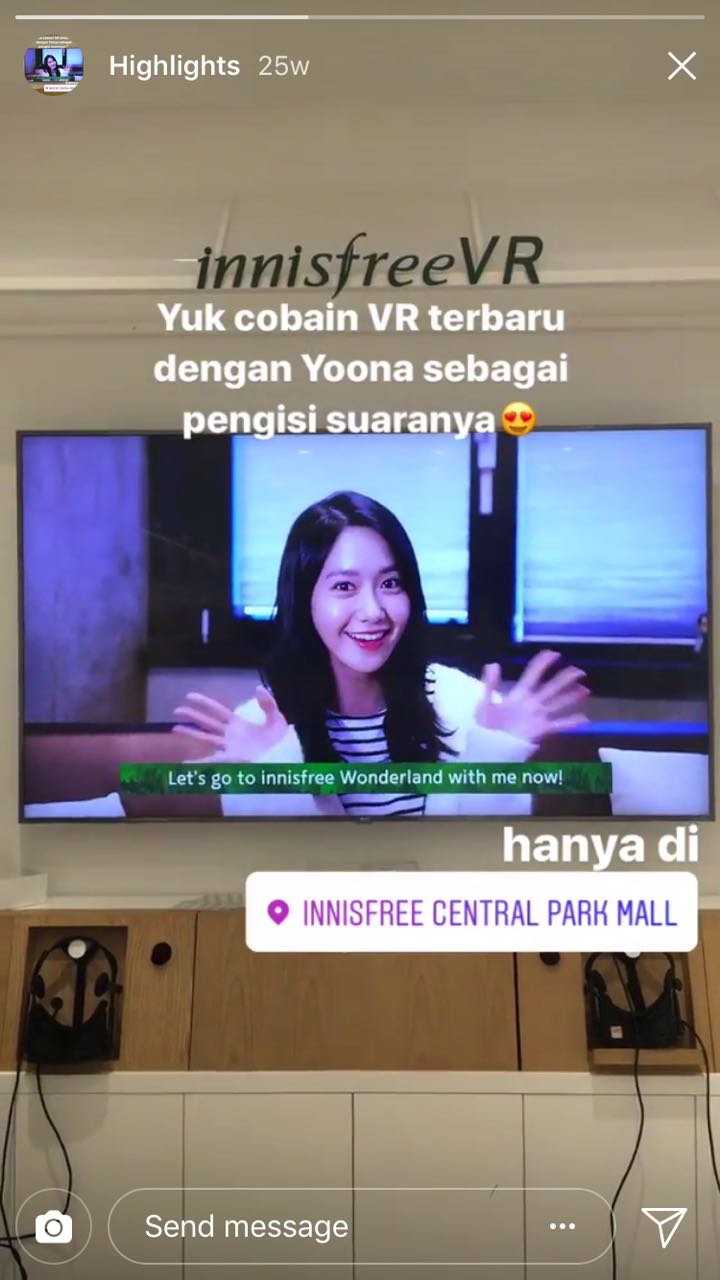 Highlights 25w
innisfreeVR
Yuk cobain VR terbaru
dengan Yoona sebagai
pengisi suaranya😍
Let's go to innisfree Wonderland with me now!
hanya di
INNISFREE CENTRAL PARK MALL
Send message